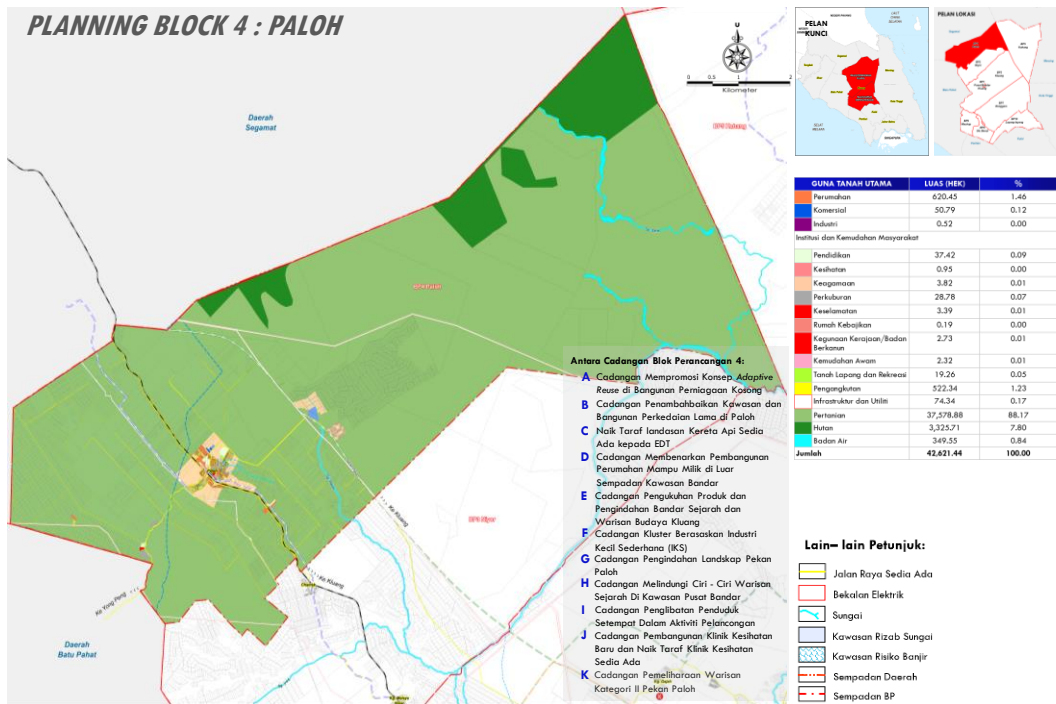 PLANNING BLOCK 4 : PALOH
U
0 0.5 1 2
Kilometer
Daerah
Segamat
BP4 Paloh
Ke Kluang
Ke Kluang
Ke Yong Peng
Daerah
Batu Pahat
Antara Cadangan Blok Perancangan 4:
A Cadangan Mempromosi Konsep Adaptive
Reuse di Bangunan Perniagaan Kosong
B Cadangan Penambahbaikan Kawasan dan
Bangunan Perkedaian Lama di Paloh
C Naik Taraf landasan Kereta Api Sedia
Ada kepada EDT
D Cadangan Membenarkan Pembangunan
Perumahan Mampu Milik di Luar
Sempadan Kawasan Bandar
E Cadangan Pengukuhan Produk dan
Pengindahan Bandar Sejarah dan
Warisan Budaya Kluang
F Cadangan Kluster Berasaskan Industri
Kecil Sederhana (IKS)
G Cadangan Pengindahan Landskap Pekan
Paloh
H Cadangan Melindungi Ciri - Ciri Warisan
Sejarah Di Kawasan Pusat Bandar
I Cadangan Penglibatan Penduduk
Setempat Dalam Aktiviti Pelancongan
J Cadangan Pembangunan Klinik Kesihatan
Baru dan Naik Taraf Klinik Kesihatan
Sedia Ada
K Cadangan Pemeliharaan Warisan
Kategori II Pekan Paloh
PELAN
KUNCI
PELAN LOKASI
GUNA TANAH UTAMA LUAS (HEK) %
Perumahan 620.45 1.46
Komersial 50.79 0.12
Industri 0.52 0.00
Institusi dan Kemudahan Masyarakat
Pendidikan 37.42 0.09
Kesihatan 0.95 0.00
Keagamaan 3.82 0.01
Perkuburan 28.78 0.07
Keselamatan 3.39 0.01
Rumah Kebajikan 0.19 0.00
Kegunaan Kerajaan/Badan
Berkanun 2.73 0.01
Kemudahan Awam 2.32 0.01
Tanah Lapang dan Rekreasi 19.26 0.05
Pengangkutan 522.34 1.23
Infrastruktur dan Utiliti 74.34 0.17
Pertanian 37,578.88 88.17
Hutan 3,325.71 7.80
Badan Air 349.55 0.84
Jumlah 42,621.44 100.00
Lain– lain Petunjuk:
Jalan Raya Sedia Ada
Bekalan Elektrik
Sungai
Kawasan Rizab Sungai
Kawasan Risiko Banjir
Sempadan Daerah
Sempadan BP